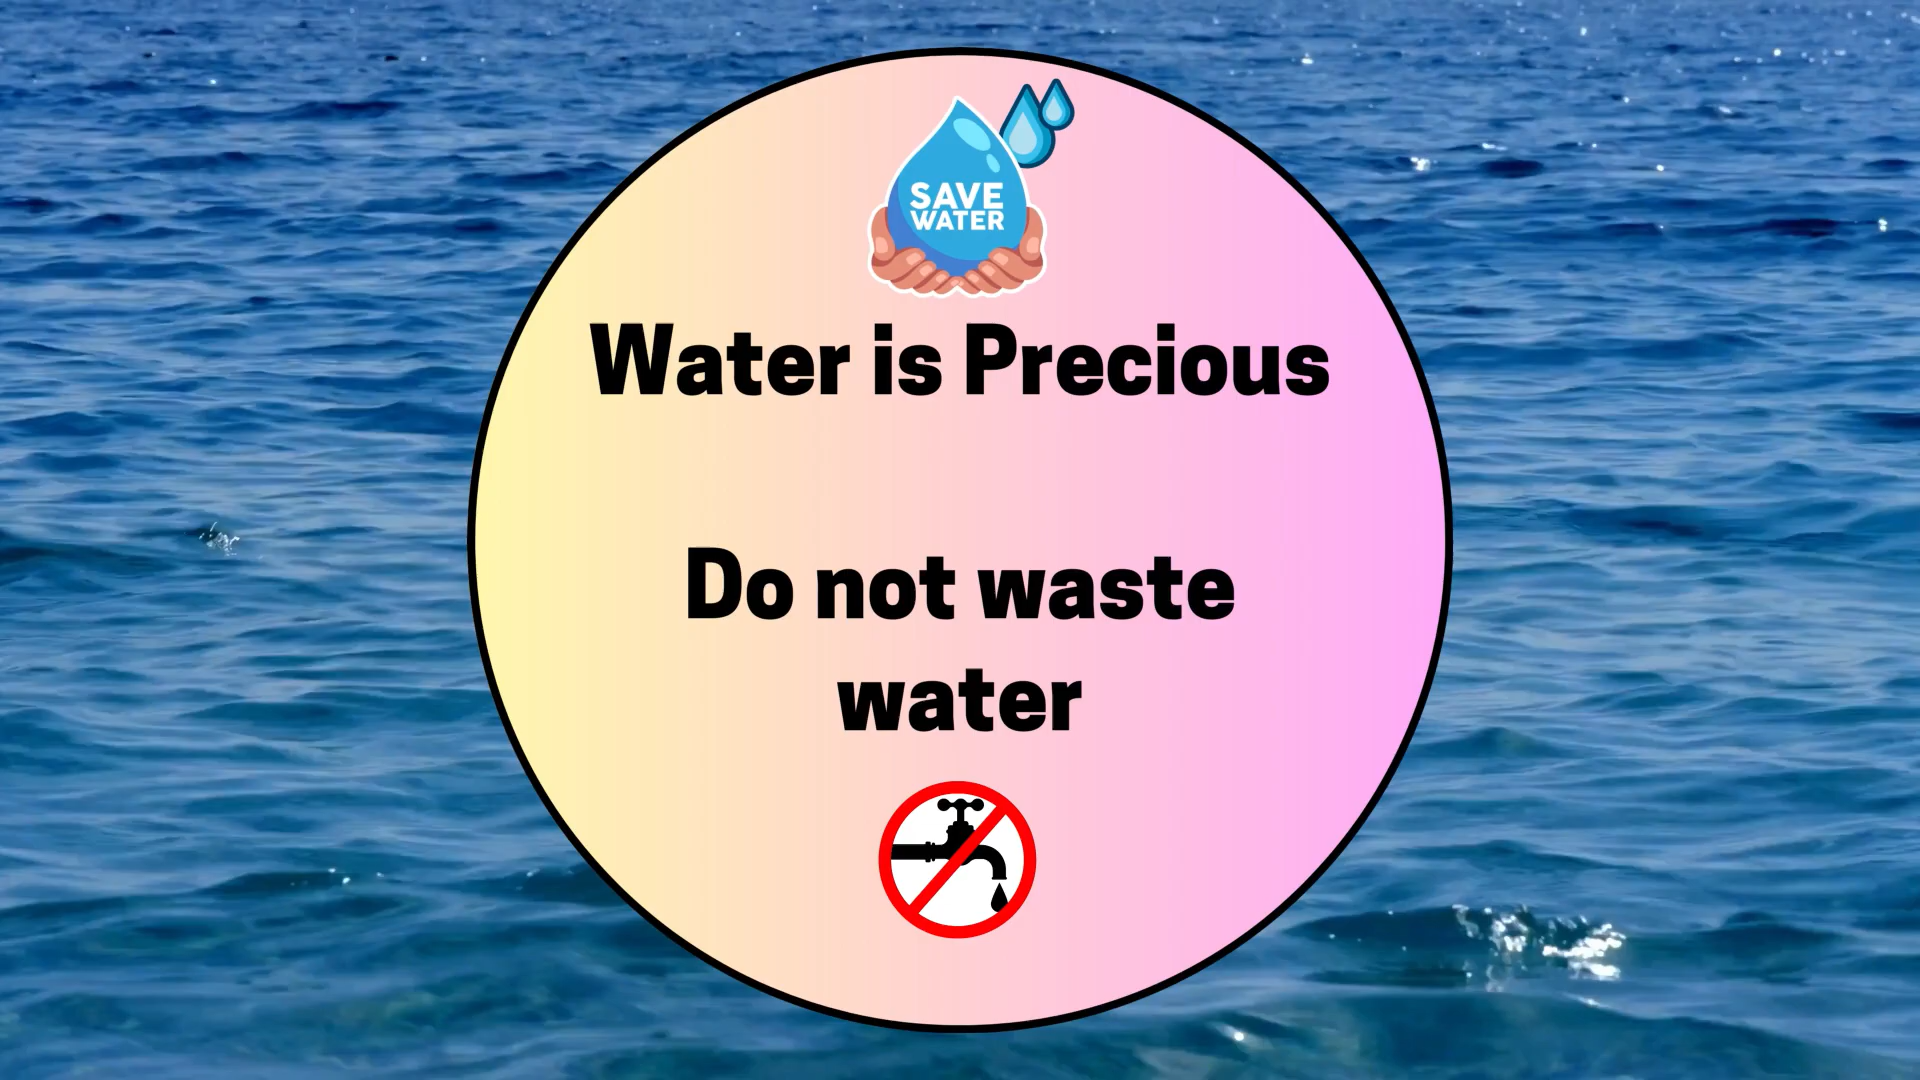 SAVE
WATER
Water is Precious
Do not waste
water